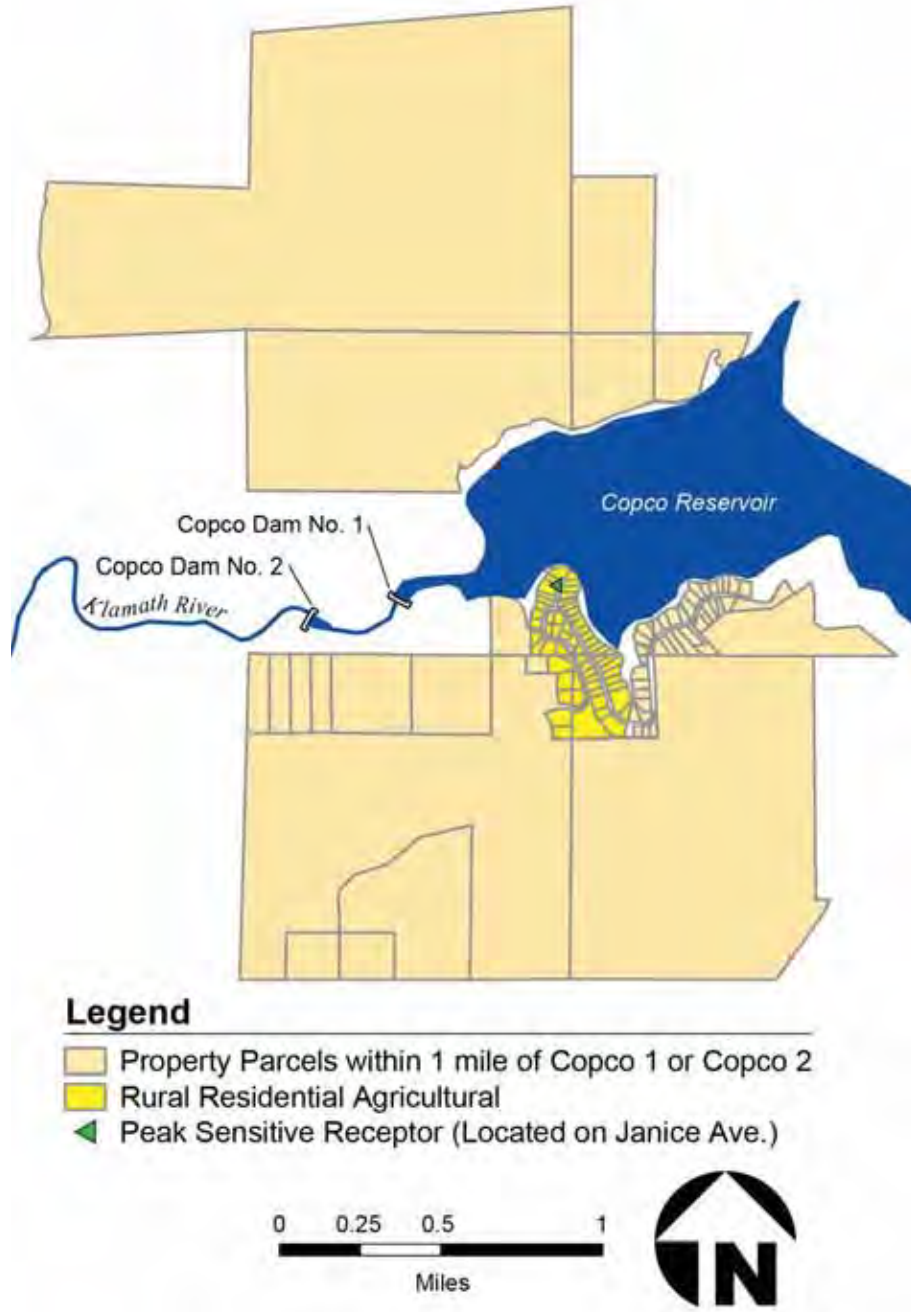 Copco Reservoir
Copco Dam No. 1
Copco Dam No. 2
Klamath River
Legend
Property Parcels within 1 mile of Copco 1 or Copco 2
Rural Residential Agricultural
Peak Sensitive Receptor (Located on Janice Ave.)
0 0.25 0.5 1
Miles
N